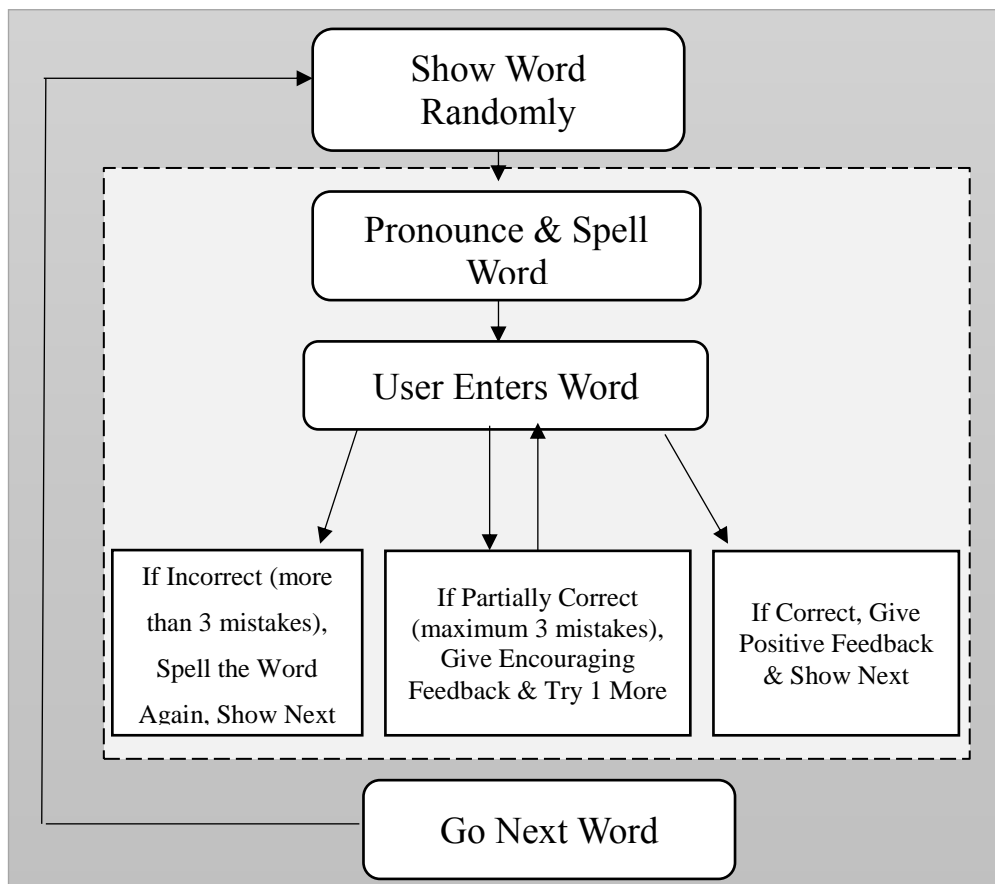 Show Word
Randomly
Pronounce & Spell
Word
User Enters Word
If Incorrect (more
than 3 mistakes),
Spell the Word
Again, Show Next
If Partially Correct
(maximum 3 mistakes),
Give Encouraging
Feedback & Try 1 More
If Correct, Give
Positive Feedback
& Show Next
Go Next Word